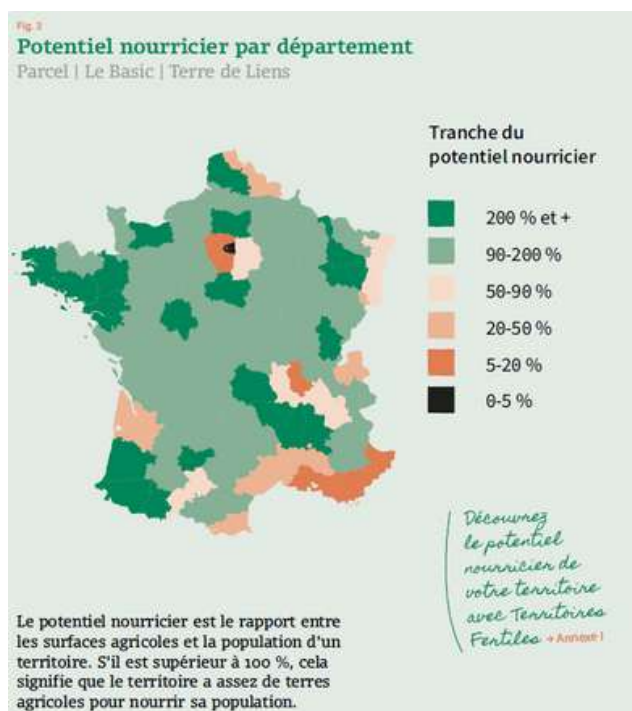 Fig. 3
Potentiel nourricier par département
Parcel | Le Basic | Terre de Liens
Tranche du
potentiel nourricier
200 % et +
90-200 %
50-90 %
20-50 %
5-20 %
0-5 %
Découvrez
le potentiel
nourricier de
votre territoire
avec Territoires
Fertiles → Annexe 1
Le potentiel nourricier est le rapport entre
les surfaces agricoles et la population d'un
territoire. S'il est supérieur à 100 %, cela
signifie que le territoire a assez de terres
agricoles pour nourrir sa population.